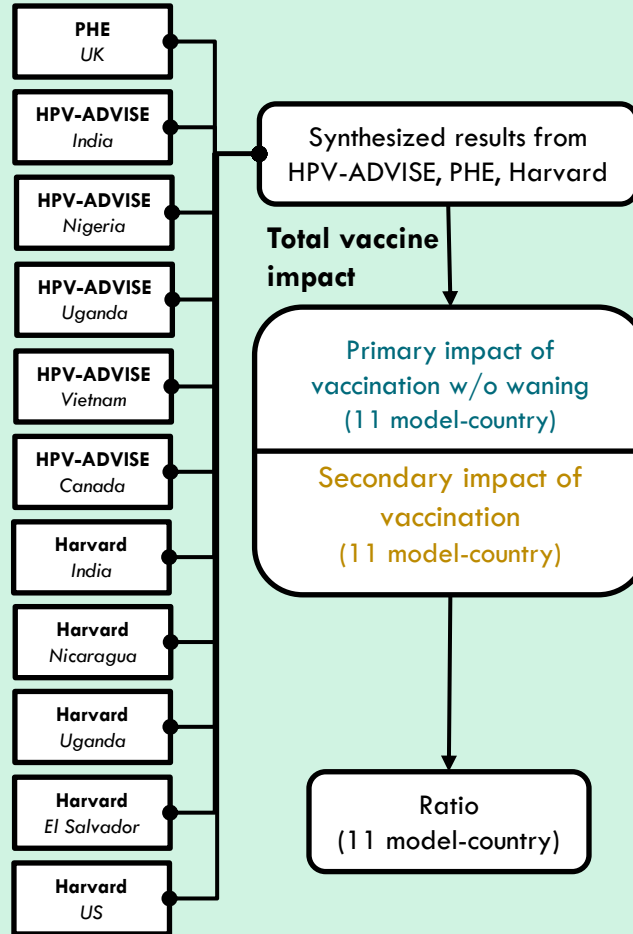 PHE
UK
HPV-ADVISE
India
HPV-ADVISE
Nigeria
HPV-ADVISE
Uganda
HPV-ADVISE
Vietnam
HPV-ADVISE
Canada
Harvard
India
Harvard
Nicaragua
Harvard
Uganda
Harvard
El Salvador
Harvard
US
Synthesized results from
HPV-ADVISE, PHE, Harvard
Total vaccine
impact
Primary impact of
vaccination w/o waning
(11 model-country)
Secondary impact of
vaccination
(11 model-country)
Ratio
(11 model-country)